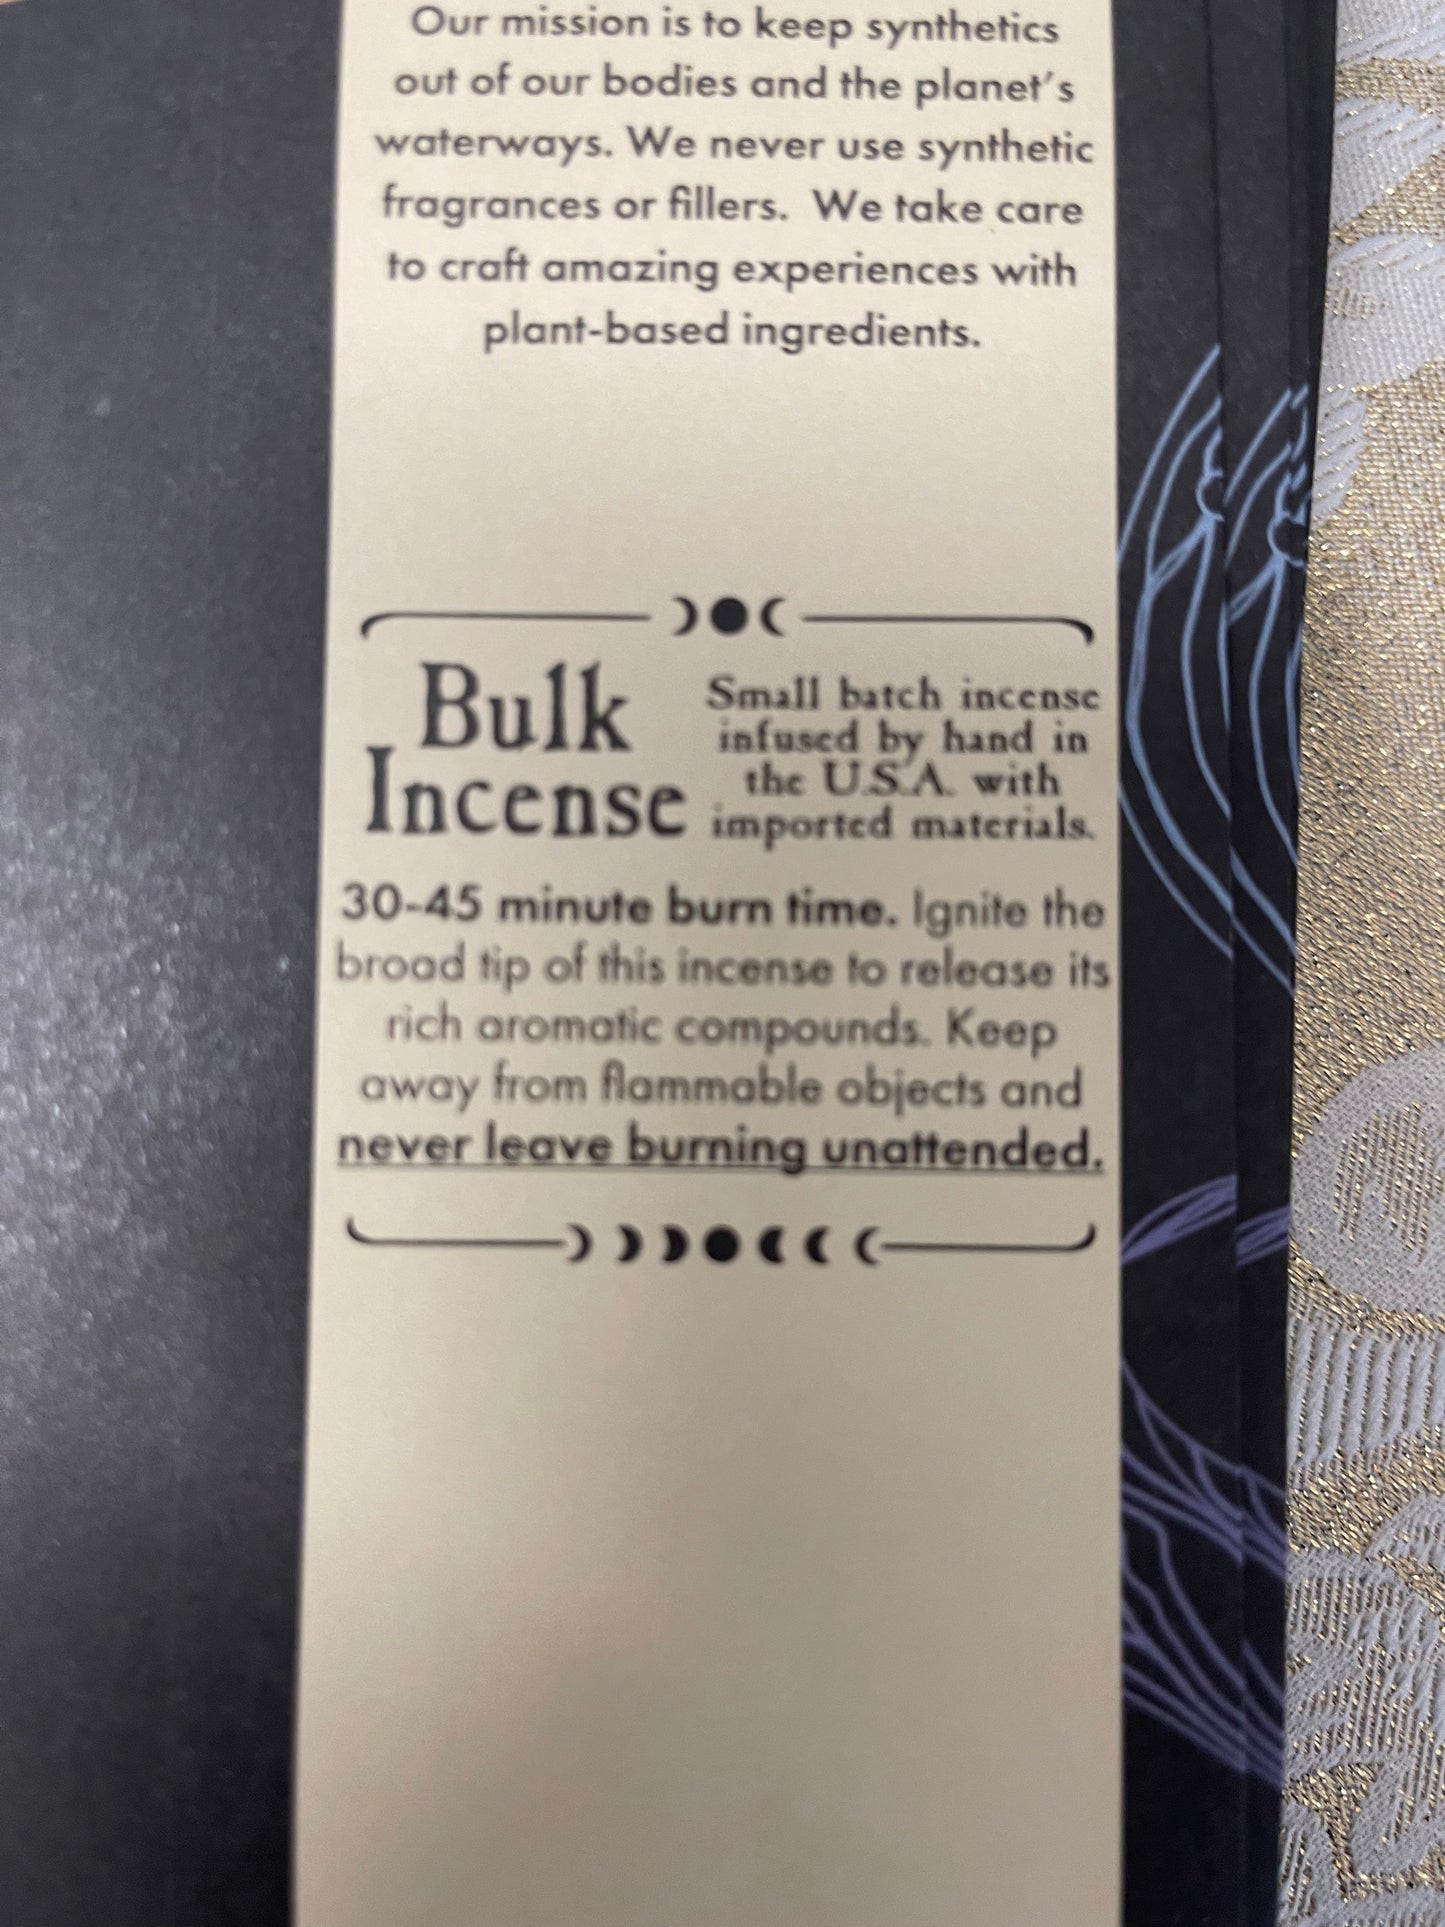 Our mission is to keep synthetics
out of our bodies and the planet's
waterways. We never use synthetic
fragrances or fillers. We take care
to craft amazing experiences with
plant-based ingredients.
Bulk
Incense
Small batch incense
infused by hand in
the U.S.A. with
imported materials.
30-45 minute burn time. Ignite the
broad tip of this incense to release its
rich aromatic compounds. Keep
away from flammable objects and
never leave burning unattended.